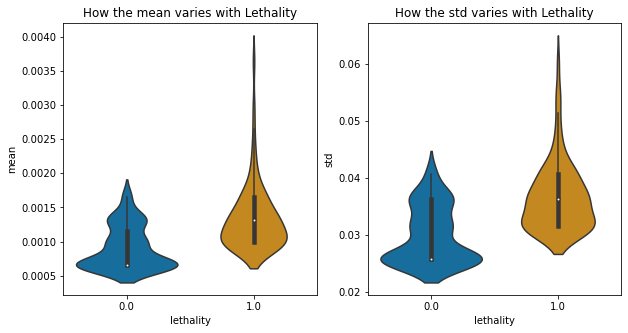 How the mean varies with Lethality
0.0040
0.0035
0.0030
0.0025
0.0020
0.0015
0.0010
0.0005
mean
0.0
1.0
lethality
How the std varies with Lethality
0.06
0.05
0.04
0.03
0.02
std
0.0
1.0
lethality